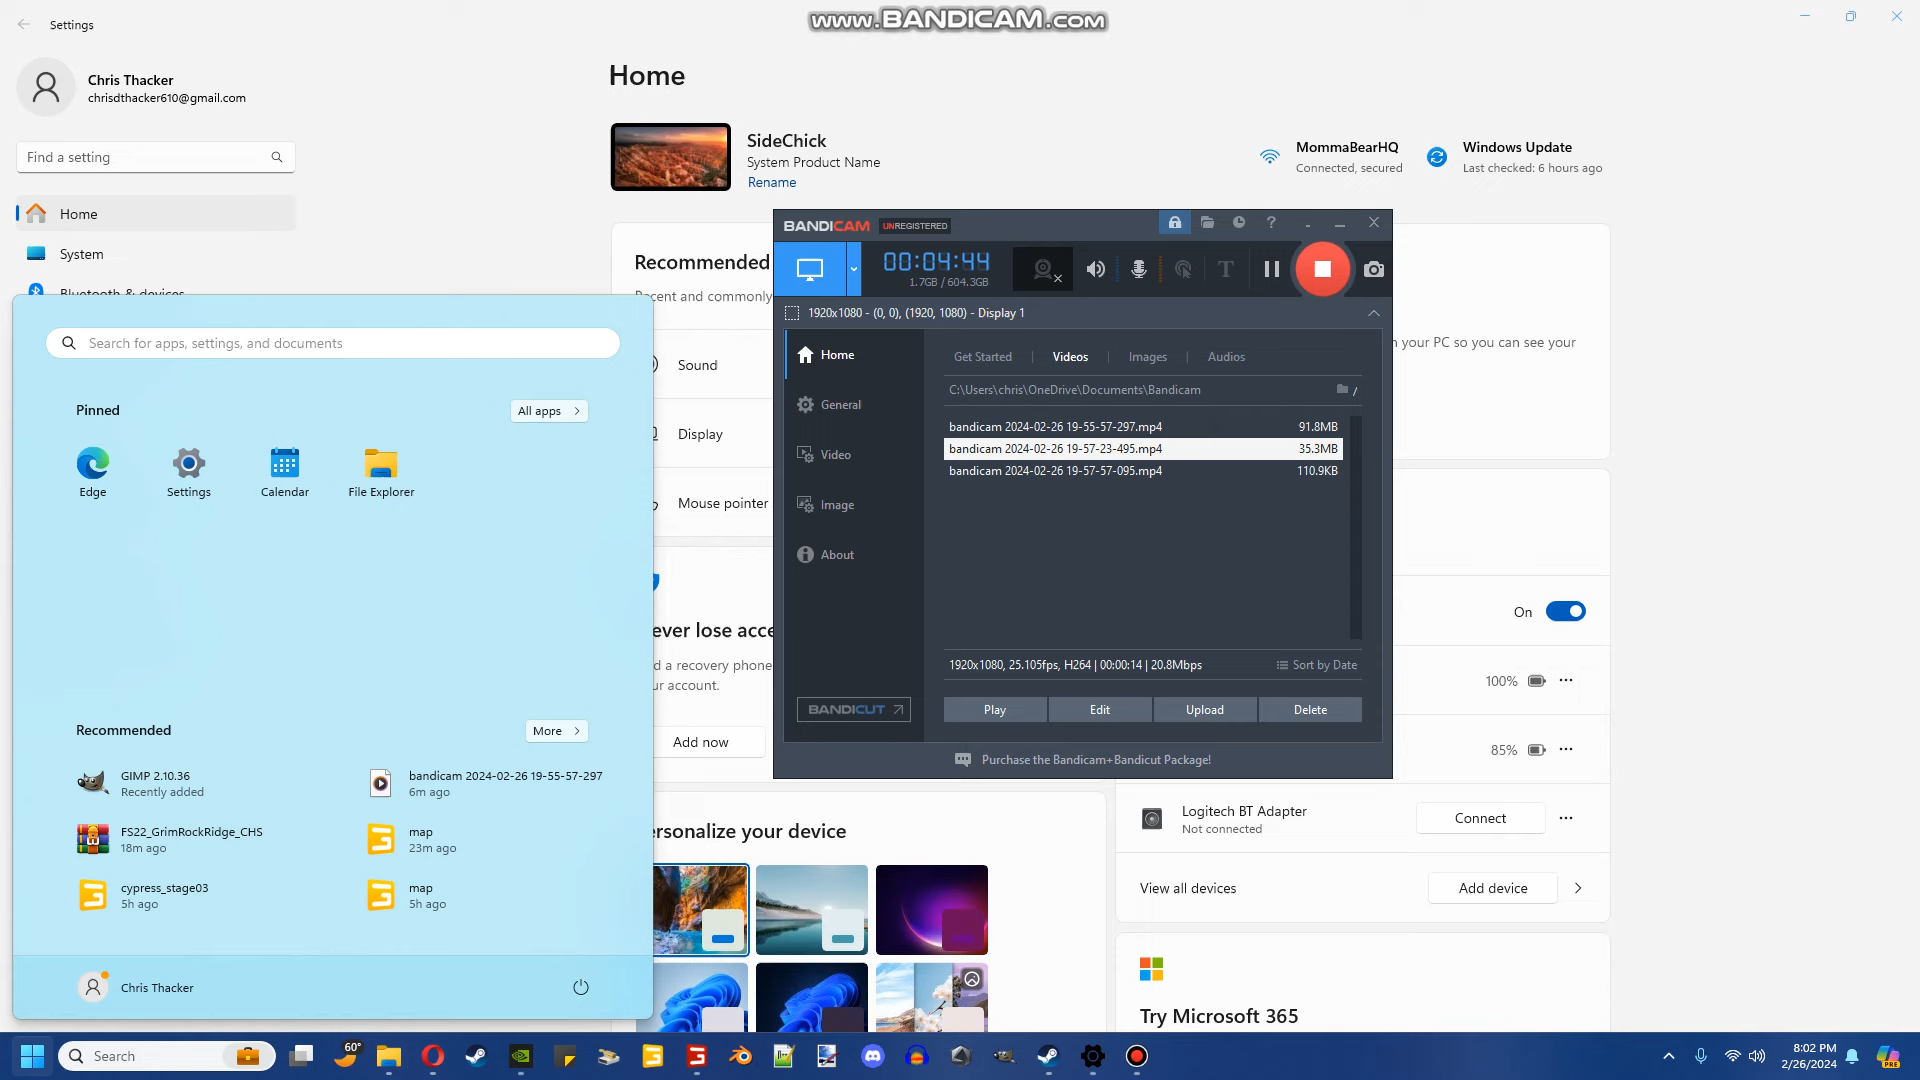 Settings
www.BANDICAM.com
Chris Thacker
chrisdthacker610@gmail.com
Find a setting
Home
System
Bluetooth & devices
Home
SideChick
System Product Name
Rename
MommaBearHQ
Connected, secured
Windows Update
Last checked: 6 hours ago
Recommended
Recent and commonly
Sound
Display
Mouse pointer
ever lose acce
d a recovery phone
ur account.
Add now
ersonalize your device
n your PC so you can see your
On
100%
85%
Logitech BT Adapter
Not connected
Connect
View all devices
Add device
Try Microsoft 365
BANDICAM UNREGISTERED
00:04:44
1.7GB / 604.3GB
1920x1080 - (0, 0), (1920, 1080) - Display 1
Home
General
Video
Image
About
BANDICUT
Get Started
Videos
Images
Audios
C:\Users\chris\OneDrive\Documents\Bandicam
bandicam 2024-02-26 19-55-57-297.mp4 91.8MB
bandicam 2024-02-26 19-57-23-495.mp4 35.3MB
bandicam 2024-02-26 19-57-57-095.mp4 110.9KB
1920x1080, 25.105fps, H264 | 00:00:14 | 20.8Mbps
Sort by Date
Play
Edit
Upload
Delete
Purchase the Bandicam+Bandicut Package!
Search for apps, settings, and documents
Pinned
All apps
Edge
Settings
Calendar
File Explorer
Recommended
More
GIMP 2.10.36
Recently added
bandicam 2024-02-26 19-55-57-297
6m ago
FS22_GrimRockRidge_CHS
18m ago
map
23m ago
cypress_stage03
5h ago
map
5h ago
Chris Thacker
Search
60°
8:02 PM
2/26/2024
PRE